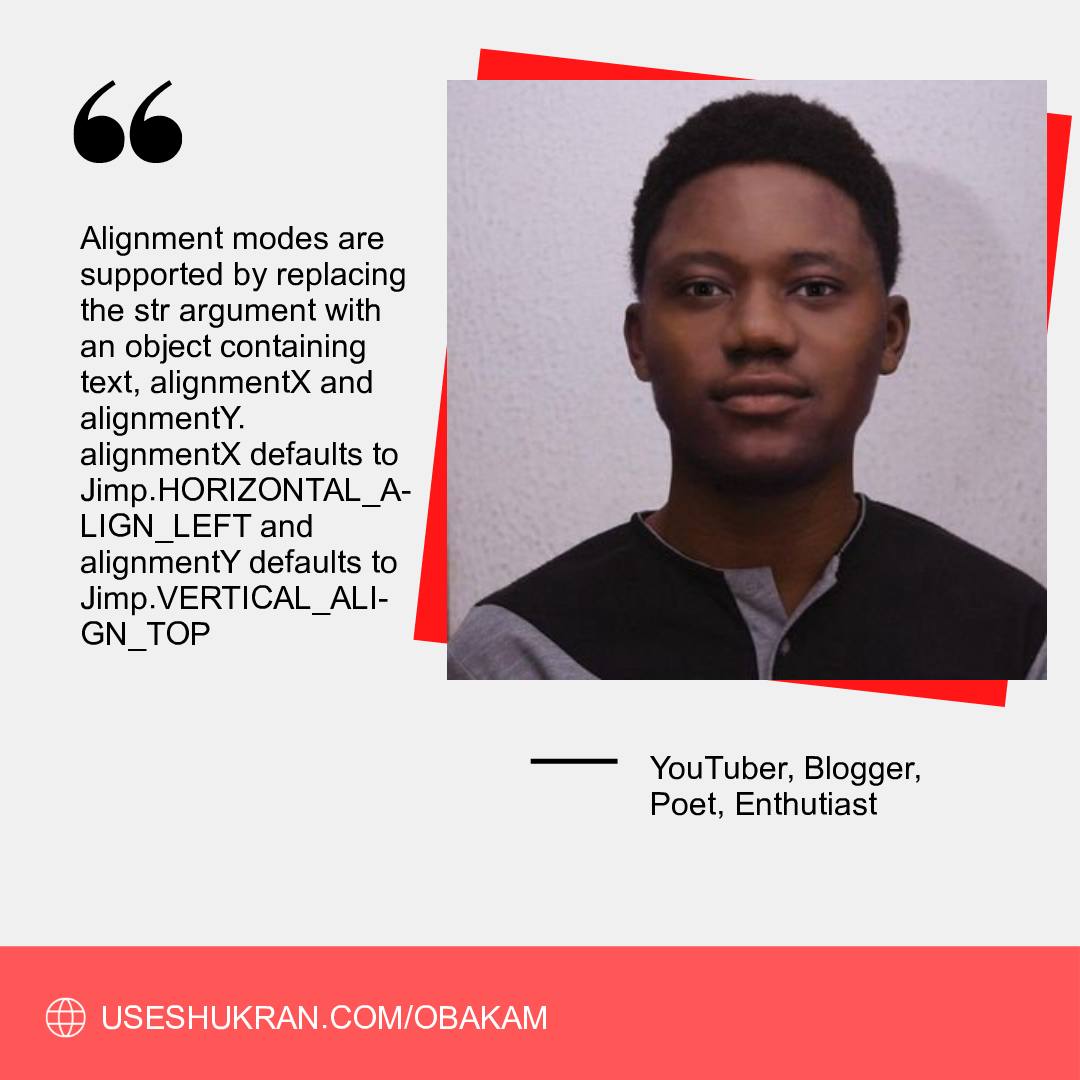 “
Alignment modes are
supported by replacing
the str argument with
an object containing
text, alignmentX and
alignmentY.
alignmentX defaults to
Jimp.HORIZONTAL_A-
LIGN_LEFT and
alignmentY defaults to
Jimp.VERTICAL_ALI-
GN_TOP
YouTuber, Blogger,
Poet, Enthutiast
USESHUKRAN.COM/OBAKAM